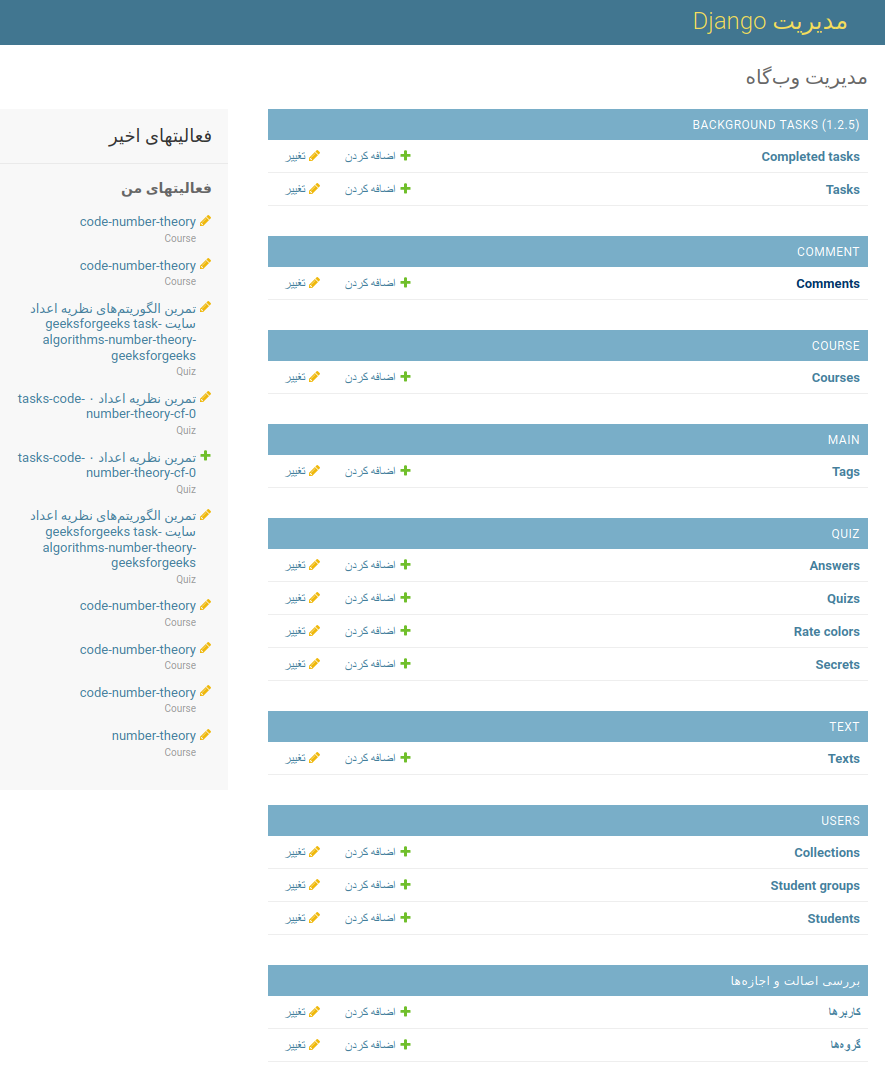 مدیریت Django
مدیریت وب‌گاه
BACKGROUND TASKS (1.2.5)
Completed tasks اضافه کردن تغییر
Tasks اضافه کردن تغییر
COMMENT
Comments اضافه کردن تغییر
COURSE
Courses اضافه کردن تغییر
MAIN
Tags اضافه کردن تغییر
QUIZ
Answers اضافه کردن تغییر
Quizs اضافه کردن تغییر
Rate colors اضافه کردن تغییر
Secrets اضافه کردن تغییر
TEXT
Texts اضافه کردن تغییر
USERS
Collections اضافه کردن تغییر
Student groups اضافه کردن تغییر
Students اضافه کردن تغییر
بررسی اصالت و اجازه‌ها
کاربرها اضافه کردن تغییر
گروه‌ها اضافه کردن تغییر
فعالیتهای اخیر
فعالیتهای من
code-number-theory
Course
code-number-theory
Course
تمرین الگوریتم‌های نظریه اعداد
سایت geeksforgeeks task-
algorithms-number-theory-
geeksforgeeks
Quiz
تمرین نظریه اعداد ۰ tasks-code-
number-theory-cf-0
Quiz
تمرین نظریه اعداد ۰ tasks-code-
number-theory-cf-0
Quiz
تمرین الگوریتم‌های نظریه اعداد
سایت geeksforgeeks task-
algorithms-number-theory-
geeksforgeeks
Quiz
code-number-theory
Course
code-number-theory
Course
code-number-theory
Course
number-theory
Course